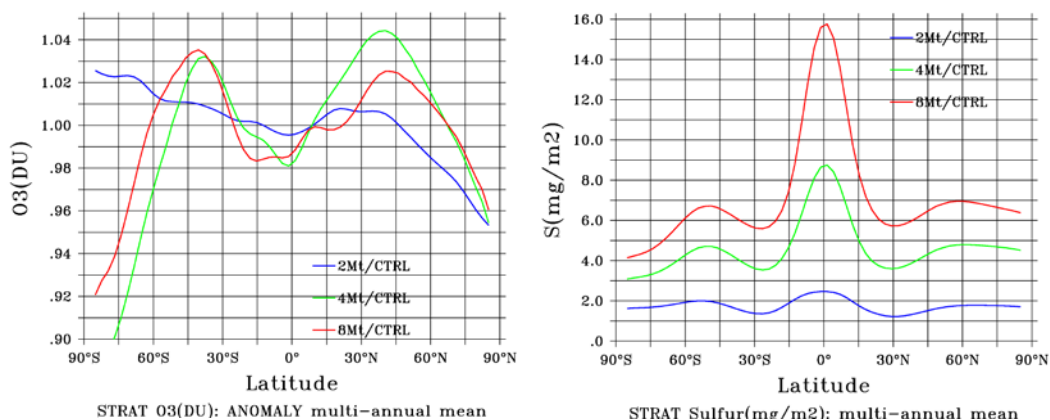 1.04
1.02
1.00
.98
.96
.94
.92
.90
O3(DU)
2Mt/CTRL
4Mt/CTRL
8Mt/CTRL
90°S 60°S 30°S 0° 30°N 60°N 90°N
Latitude
STRAT O3(DU): ANOMALY multi-annual mean
16.0
14.0
12.0
10.0
8.0
6.0
4.0
2.0
.0
S(mg/m2)
2Mt/CTRL
4Mt/CTRL
8Mt/CTRL
90°S 60°S 30°S 0° 30°N 60°N 90°N
Latitude
STRAT Sulfur(mg/m2): multi-annual mean